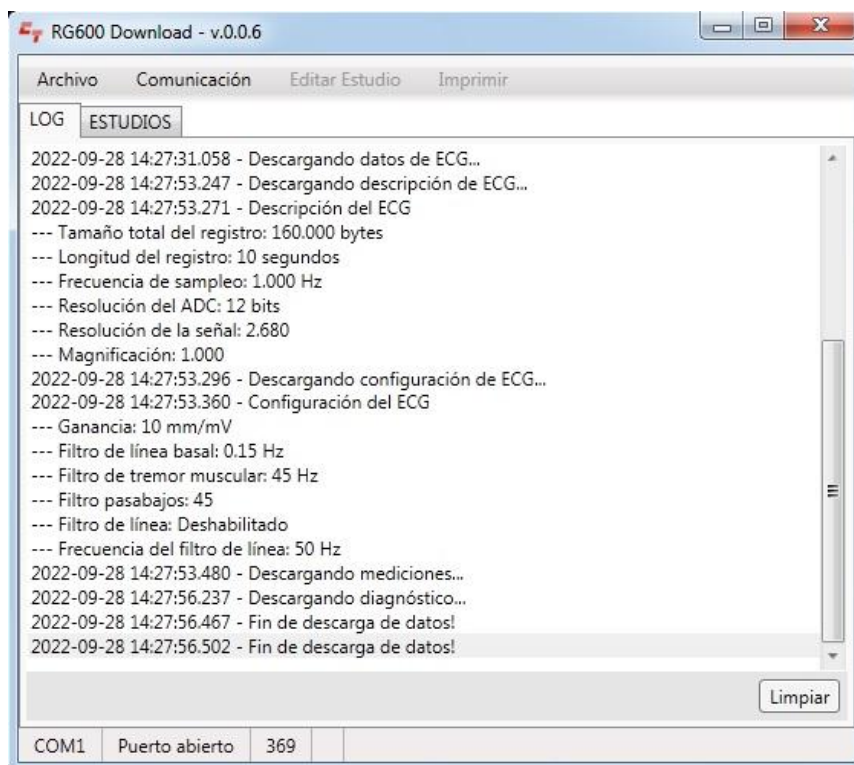 RG600 Download - v.0.0.6
Archivo Comunicación Editar Estudio Imprimir
LOG ESTUDIOS
2022-09-28 14:27:31.058 - Descargando datos de ECG...
2022-09-28 14:27:53.247 - Descargando descripción de ECG...
2022-09-28 14:27:53.271 - Descripción del ECG
--- Tamaño total del registro: 160.000 bytes
--- Longitud del registro: 10 segundos
--- Frecuencia de sampleo: 1.000 Hz
--- Resolución del ADC: 12 bits
--- Resolución de la señal: 2.680
--- Magnificación: 1.000
2022-09-28 14:27:53.296 - Descargando configuración de ECG...
2022-09-28 14:27:53.360 - Configuración del ECG
--- Ganancia: 10 mm/mV
--- Filtro de línea basal: 0.15 Hz
--- Filtro de tremor muscular: 45 Hz
--- Filtro pasabajos: 45
--- Filtro de línea: Deshabilitado
--- Frecuencia del filtro de línea: 50 Hz
2022-09-28 14:27:53.480 - Descargando mediciones...
2022-09-28 14:27:56.237 - Descargando diagnóstico...
2022-09-28 14:27:56.467 - Fin de descarga de datos!
2022-09-28 14:27:56.502 - Fin de descarga de datos!
Limpiar
COM1 Puerto abierto 369